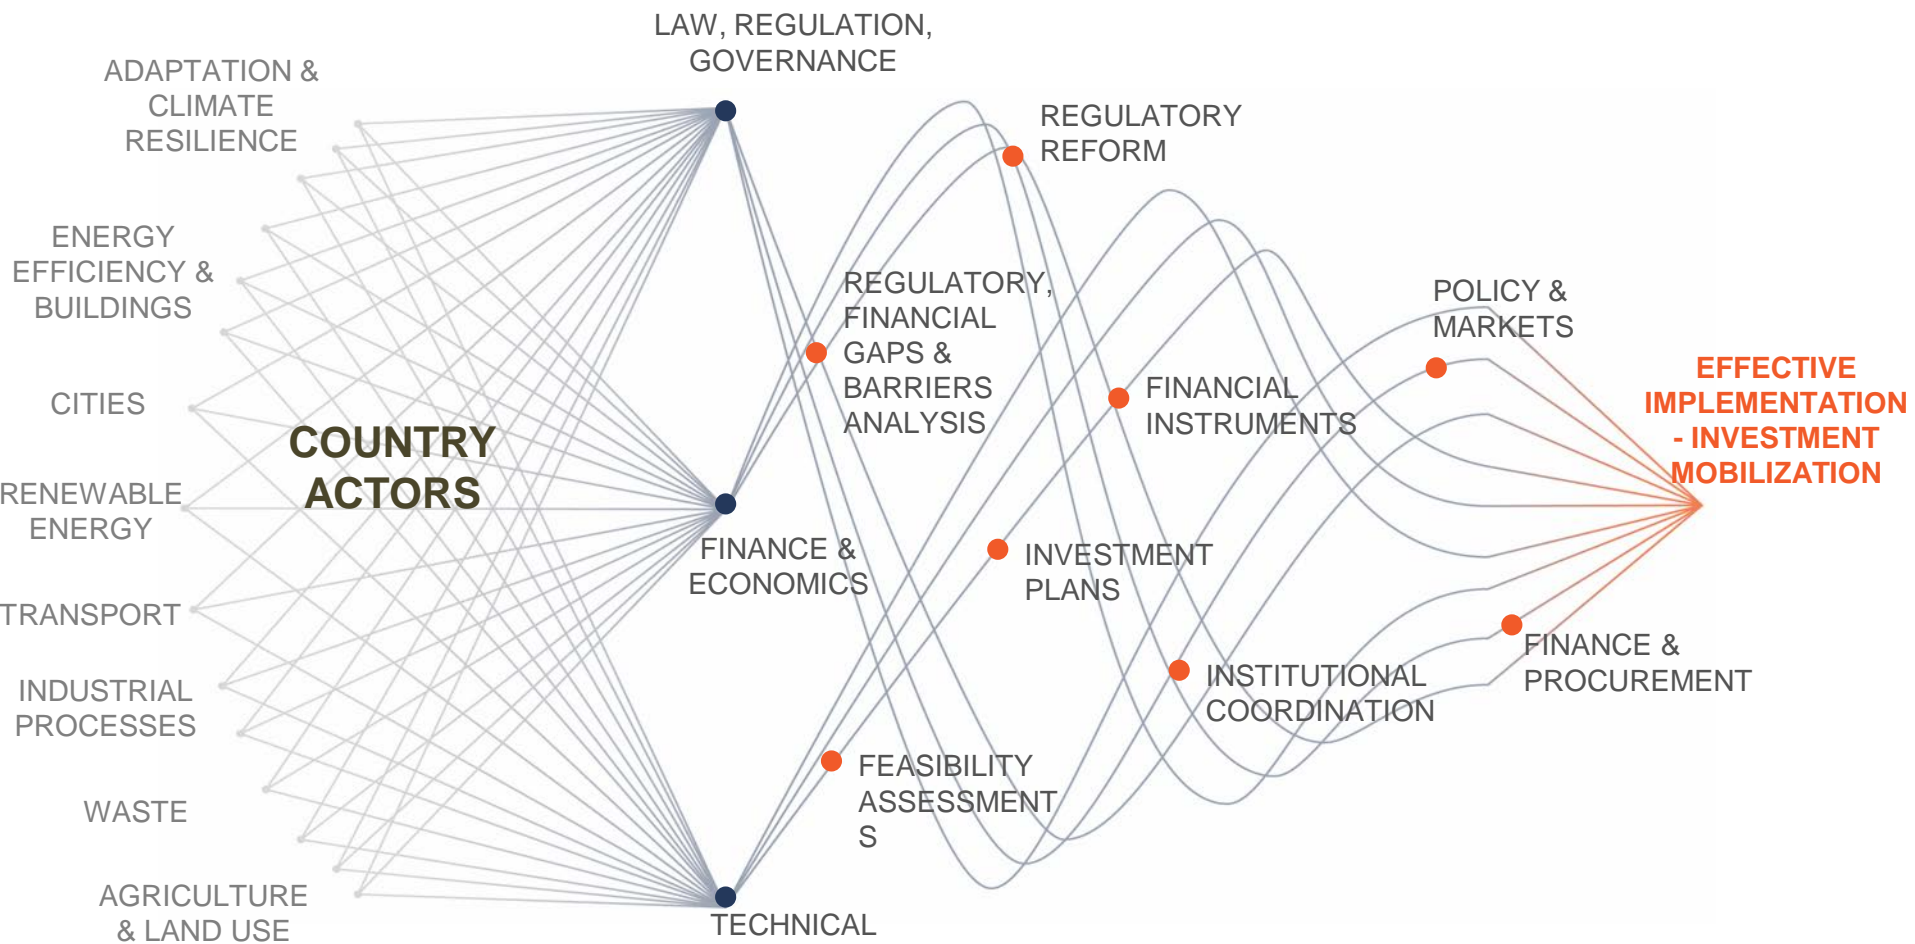 LAW, REGULATION,
GOVERNANCE
ADAPTATION &
CLIMATE
RESILIENCE
ENERGY
EFFICIENCY &
BUILDINGS
CITIES
RENEWABLE
ENERGY
TRANSPORT
INDUSTRIAL
PROCESSES
WASTE
AGRICULTURE
& LAND USE
COUNTRY
ACTORS
FINANCE &
ECONOMICS
TECHNICAL
REGULATORY
REFORM
REGULATORY,
FINANCIAL
GAPS &
BARRIERS
ANALYSIS
FINANCIAL
INSTRUMENTS
INVESTMENT
PLANS
INSTITUTIONAL
COORDINATION
FEASIBILITY
ASSESSMENT
S
POLICY &
MARKETS
FINANCE &
PROCUREMENT
EFFECTIVE
IMPLEMENTATION
- INVESTMENT
MOBILIZATION